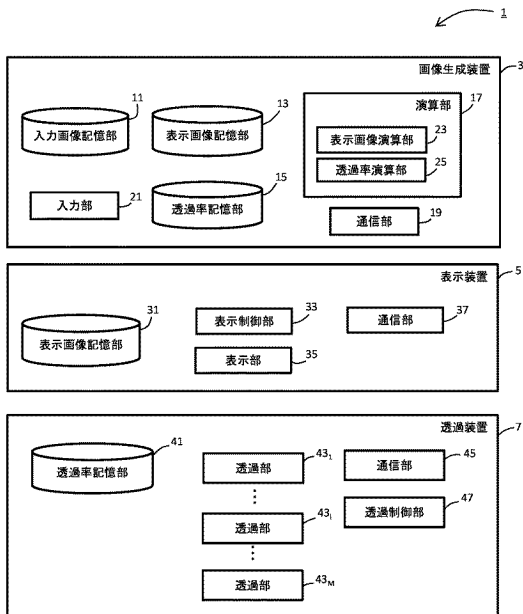 1
画像生成装置
3
11
入力画像記憶部
13
表示画像記憶部
演算部
17
表示画像演算部
23
透過率演算部
25
入力部
21
15
透過率記憶部
通信部
19
表示装置
5
31
表示画像記憶部
表示制御部
33
通信部
37
表示部
35
透過装置
7
41
透過率記憶部
透過部
43₁
通信部
45
⋮
透過部
43ᵢ
透過制御部
47
⋮
透過部
43M